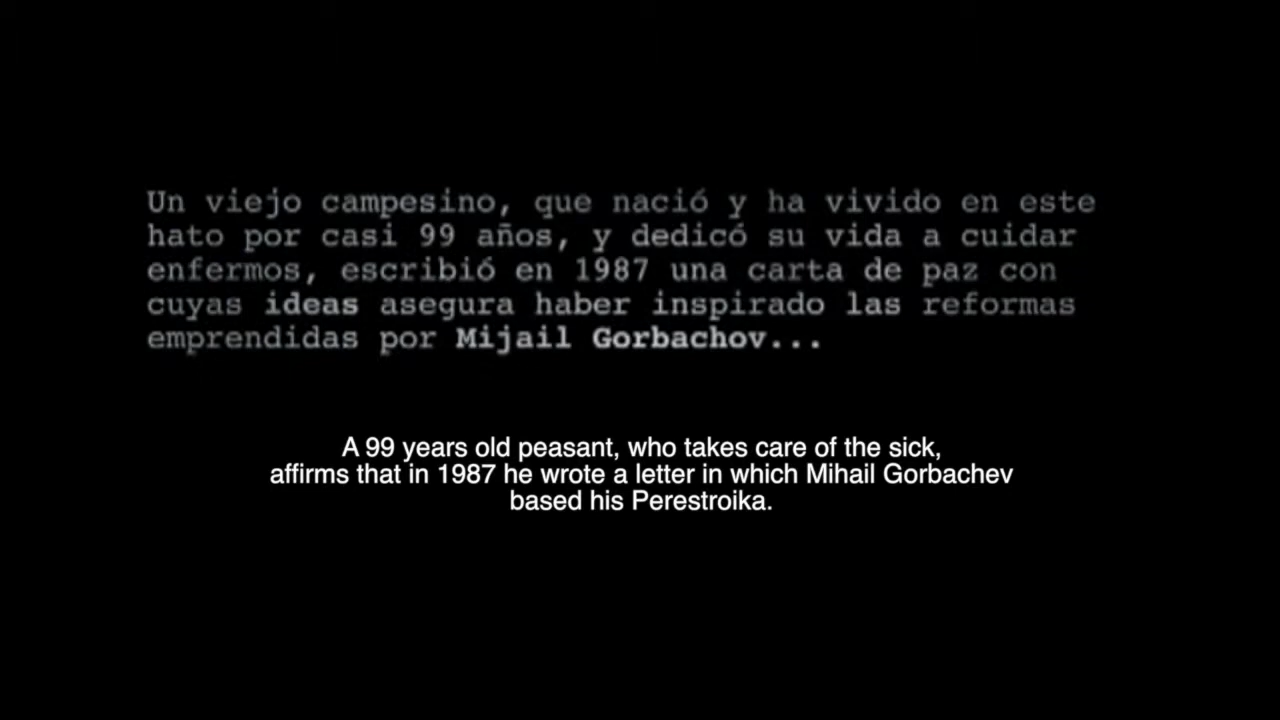 Un viejo campesino, que nació y ha vivido en este
hato por casi 99 años, y dedicó su vida a cuidar
enfermos, escribió en 1987 una carta de paz con
cuyas ideas asegura haber inspirado las reformas
emprendidas por Mijail Gorbachov...
A 99 years old peasant, who takes care of the sick,
affirms that in 1987 he wrote a letter in which Mihail Gorbachev
based his Perestroika.